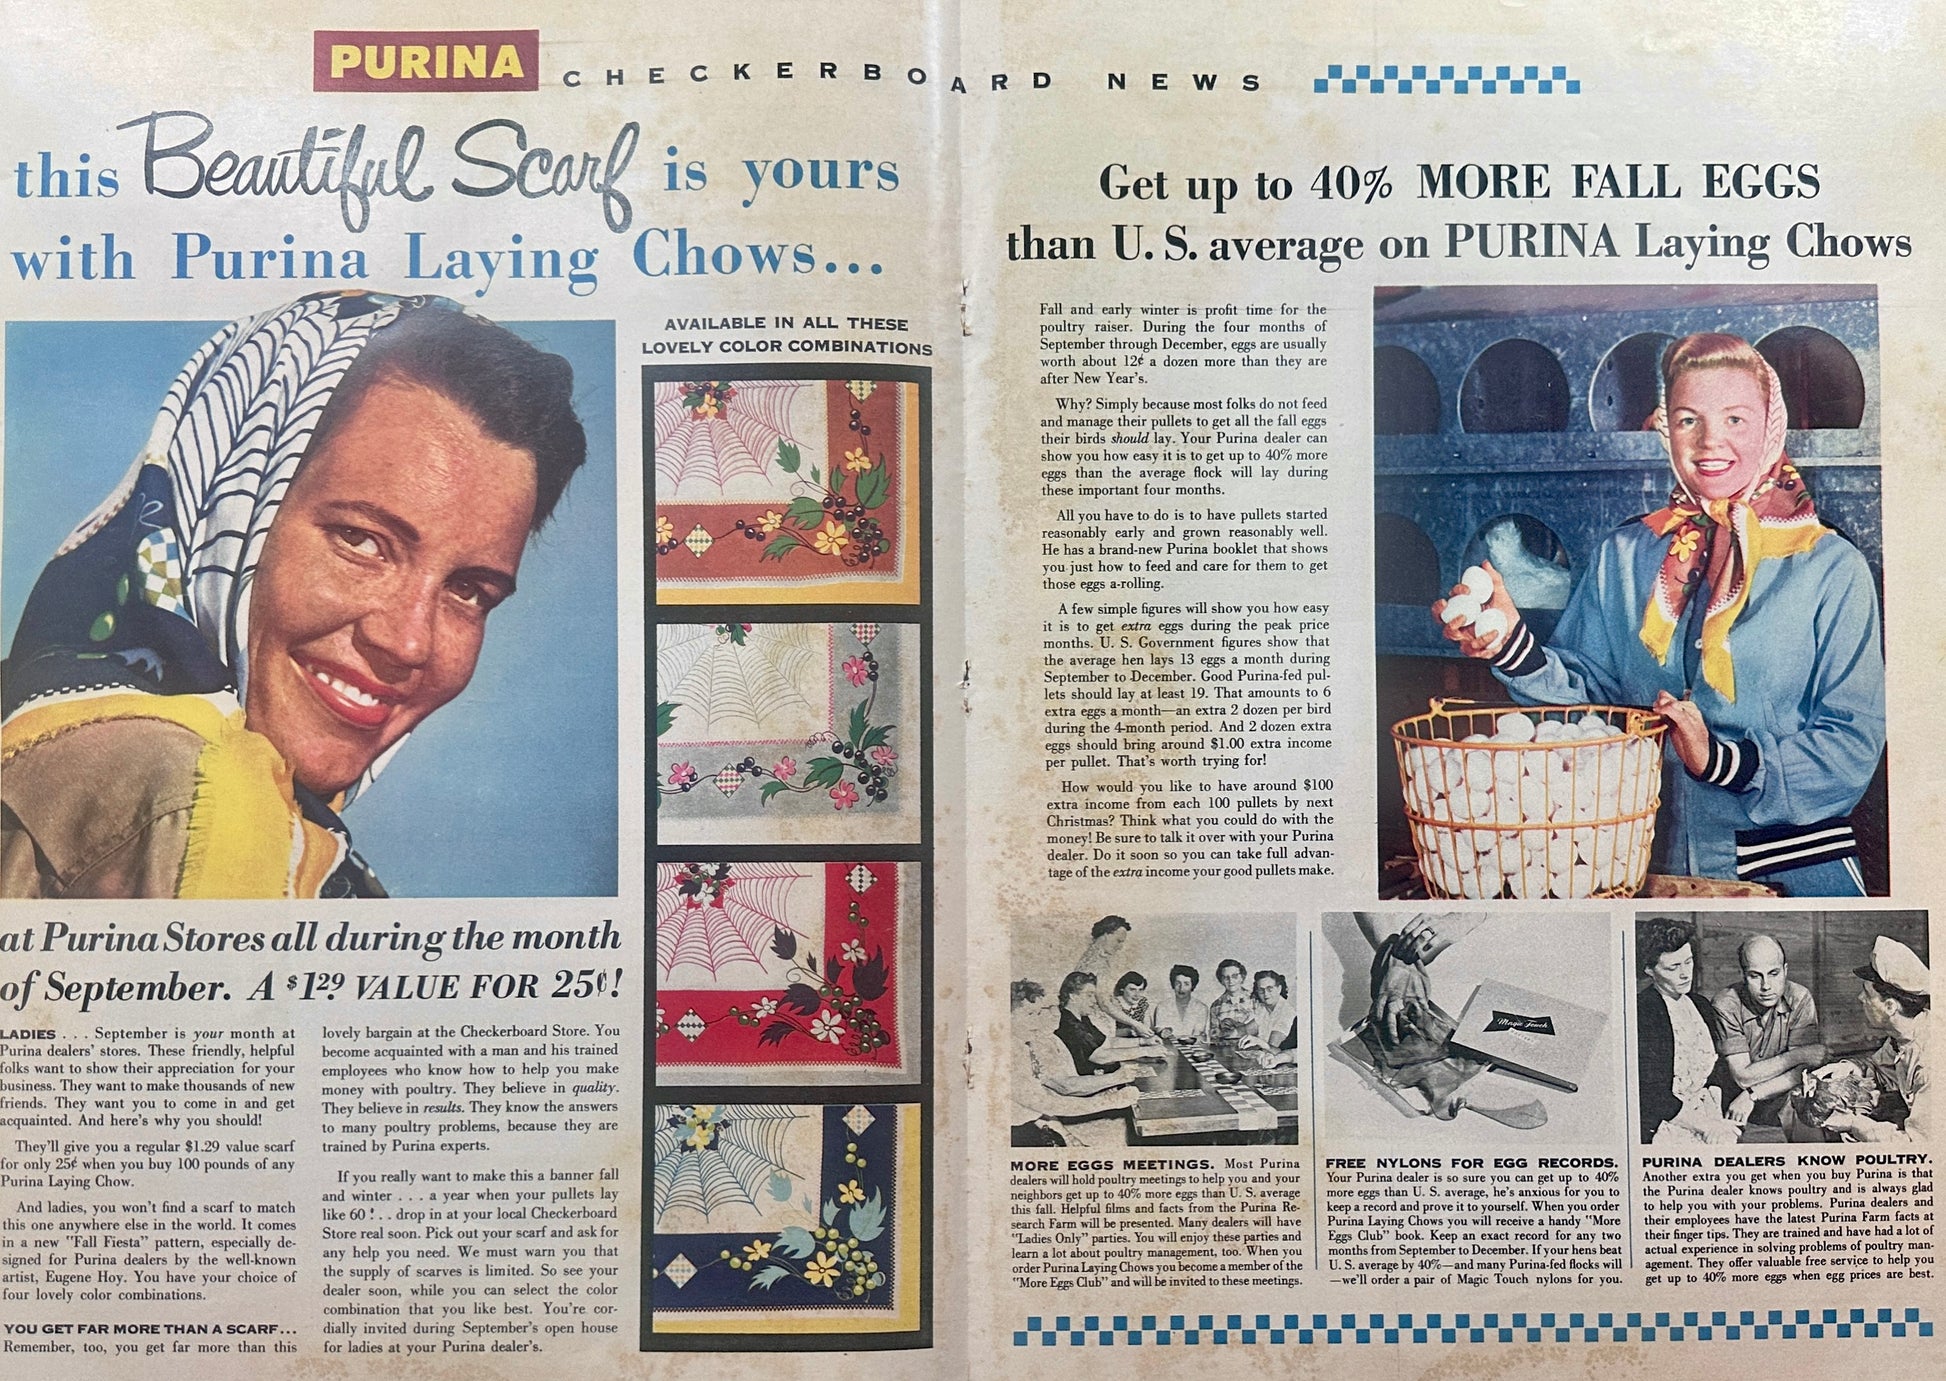 PURINA CHECKERBOARD NEWS
this Beautiful Scarf is yours
with Purina Laying Chows...
AVAILABLE IN ALL THESE
LOVELY COLOR COMBINATIONS
at Purina Stores all during the month
of September. A $1.29 VALUE FOR 25¢!
LADIES . . . September is your month at
Purina dealers' stores. These friendly, helpful
folks want to show their appreciation for your
business. They want to make thousands of new
friends. They want you to come in and get
acquainted. And here's why you should!
They'll give you a regular $1.29 value scarf
for only 25¢ when you buy 100 pounds of any
Purina Laying Chow.
And ladies, you won't find a scarf to match
this one anywhere else in the world. It comes
in a new "Fall Fiesta" pattern, especially de-
signed for Purina dealers by the well-known
artist, Eugene Hoy. You have your choice of
four lovely color combinations.
YOU GET FAR MORE THAN A SCARF...
Remember, too, you get far more than this
lovely bargain at the Checkerboard Store. You
become acquainted with a man and his trained
employees who know how to help you make
money with poultry. They believe in quality.
They believe in results. They know the answers
to many poultry problems, because they are
trained by Purina experts.
If you really want to make this a banner fall
and winter . . . a year when your pullets lay
like 60 ! . . drop in at your local Checkerboard
Store real soon. Pick out your scarf and ask for
any help you need. We must warn you that
the supply of scarves is limited. So see your
dealer soon, while you can select the color
combination that you like best. You're cor-
dially invited during September's open house
for ladies at your Purina dealer's.
Get up to 40% MORE FALL EGGS
than U. S. average on PURINA Laying Chows
Fall and early winter is profit time for the
poultry raiser. During the four months of
September through December, eggs are usually
worth about 12¢ a dozen more than they are
after New Year's.
Why? Simply because most folks do not feed
and manage their pullets to get all the fall eggs
their birds should lay. Your Purina dealer can
show you how easy it is to get up to 40% more
eggs than the average flock will lay during
these important four months.
All you have to do is to have pullets started
reasonably early and grown reasonably well.
He has a brand-new Purina booklet that shows
you just how to feed and care for them to get
those eggs a-rolling.
A few simple figures will show you how easy
it is to get extra eggs during the peak price
months. U. S. Government figures show that
the average hen lays 13 eggs a month during
September to December. Good Purina-fed pul-
lets should lay at least 19. That amounts to 6
extra eggs a month—an extra 2 dozen per bird
during the 4-month period. And 2 dozen extra
eggs should bring around $1.00 extra income
per pullet. That's worth trying for!
How would you like to have around $100
extra income from each 100 pullets by next
Christmas? Think what you could do with the
money! Be sure to talk it over with your Purina
dealer. Do it soon so you can take full advan-
tage of the extra income your good pullets make.
Magic Touch
MORE EGGS MEETINGS. Most Purina
dealers will hold poultry meetings to help you and your
neighbors get up to 40% more eggs than U. S. average
this fall. Helpful films and facts from the Purina Re-
search Farm will be presented. Many dealers will have
"Ladies Only" parties. You will enjoy these parties and
learn a lot about poultry management, too. When you
order Purina Laying Chows you become a member of the
"More Eggs Club" and will be invited to these meetings.
FREE NYLONS FOR EGG RECORDS.
Your Purina dealer is so sure you can get up to 40%
more eggs than U. S. average, he's anxious for you to
keep a record and prove it to yourself. When you order
Purina Laying Chows you will receive a handy "More
Eggs Club" book. Keep an exact record for any two
months from September to December. If your hens beat
U. S. average by 40%—and many Purina-fed flocks will
—we'll order a pair of Magic Touch nylons for you.
PURINA DEALERS KNOW POULTRY.
Another extra you get when you buy Purina is that
the Purina dealer knows poultry and is always glad
to help you with your problems. Purina dealers and
their employees have the latest Purina Farm facts at
their finger tips. They are trained and have had a lot of
actual experience in solving problems of poultry man-
agement. They offer valuable free service to help you
get up to 40% more eggs when egg prices are best.